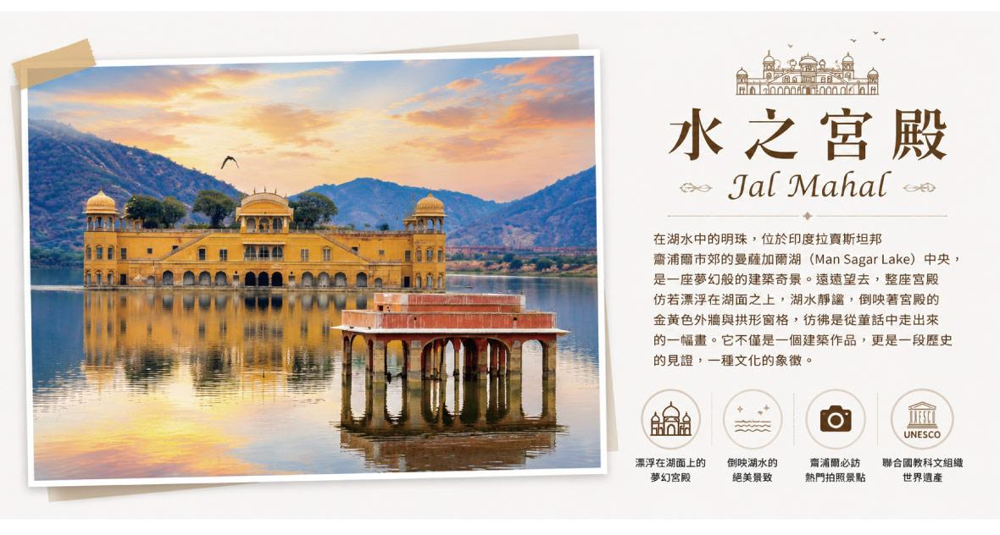 水之宮殿
Jal Mahal
在湖水中的明珠，位於印度拉賈斯坦邦
齋浦爾市郊的曼薩加爾湖（Man Sagar Lake）中央，
是一座夢幻般的建築奇景。遠遠望去，整座宮殿
仿若漂浮在湖面之上，湖水靜謐，倒映著宮殿的
金黃色外牆與拱形窗格，彷彿是從童話中走出來
的一幅畫。它不僅是一個建築作品，更是一段歷史
的見證，一種文化的象徵。
漂浮在湖面上的
夢幻宮殿
倒映湖水的
絕美景致
齋浦爾必訪
熱門拍照景點
UNESCO
UNESCO
聯合國教科文組織
世界遺產